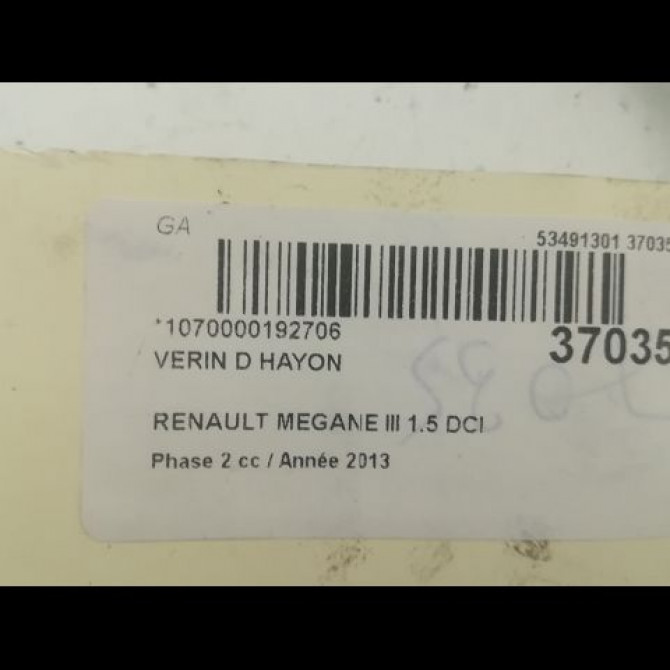 GA
53491301 37035
*1070000192706
37035
VERIN D HAYON
RENAULT MEGANE III 1.5 DCI
Phase 2 cc / Année 2013